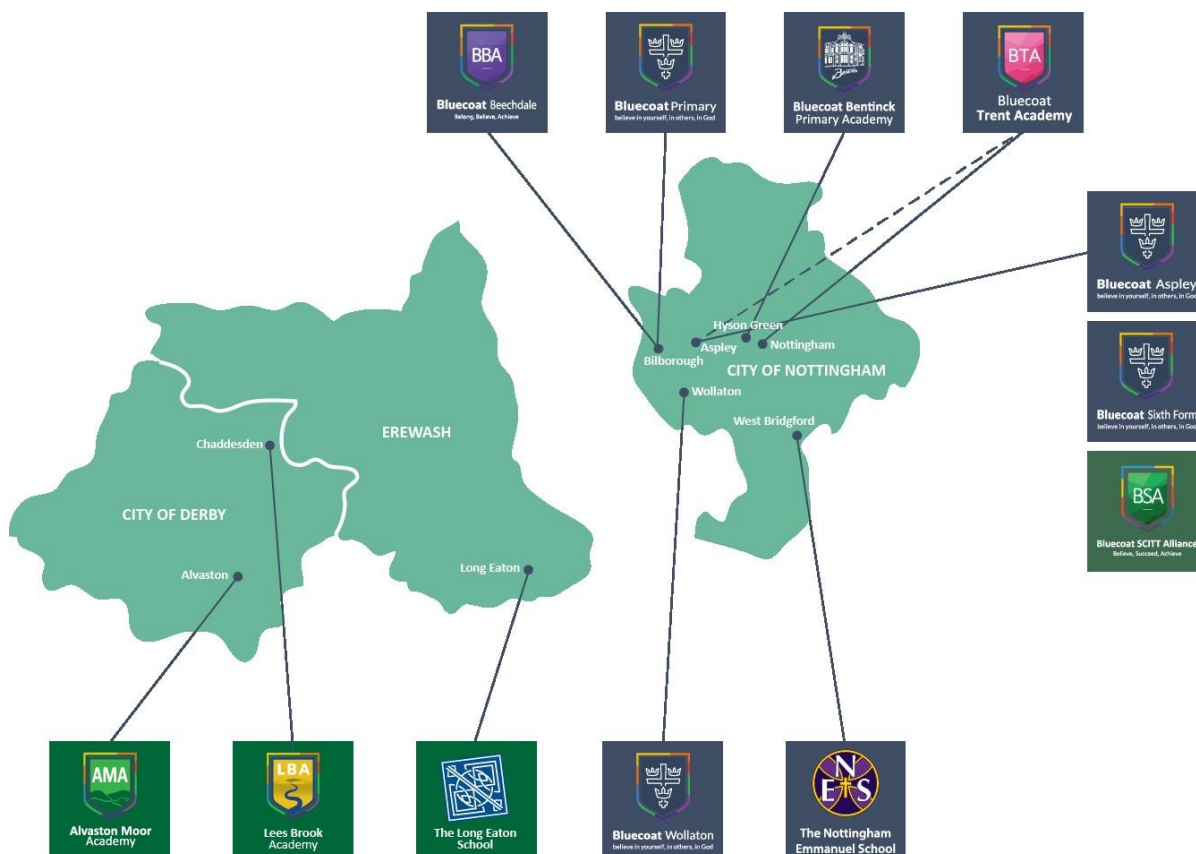 BBA
Bluecoat Beechdale
Belong, Believe, Achieve
Bluecoat Primary
believe in yourself, in others, in God
Bluecoat Bentinck
Primary Academy
BTA
Bluecoat
Trent Academy
Bluecoat Aspley
believe in yourself, in others, in God
Bluecoat Sixth Form
believe in yourself, in others, in God
BSA
Bluecoat SCITT Alliance
Believe, Succeed, Achieve
Hyson Green
Bilborough
Aspley
Nottingham
CITY OF NOTTINGHAM
Wollaton
West Bridgford
Chaddesden
EREWASH
CITY OF DERBY
Alvaston
Long Eaton
AMA
Alvaston Moor
Academy
LBA
Lees Brook
Academy
The Long Eaton
School
Bluecoat Wollaton
believe in yourself, in others, in God
N
E S
The Nottingham
Emmanuel School